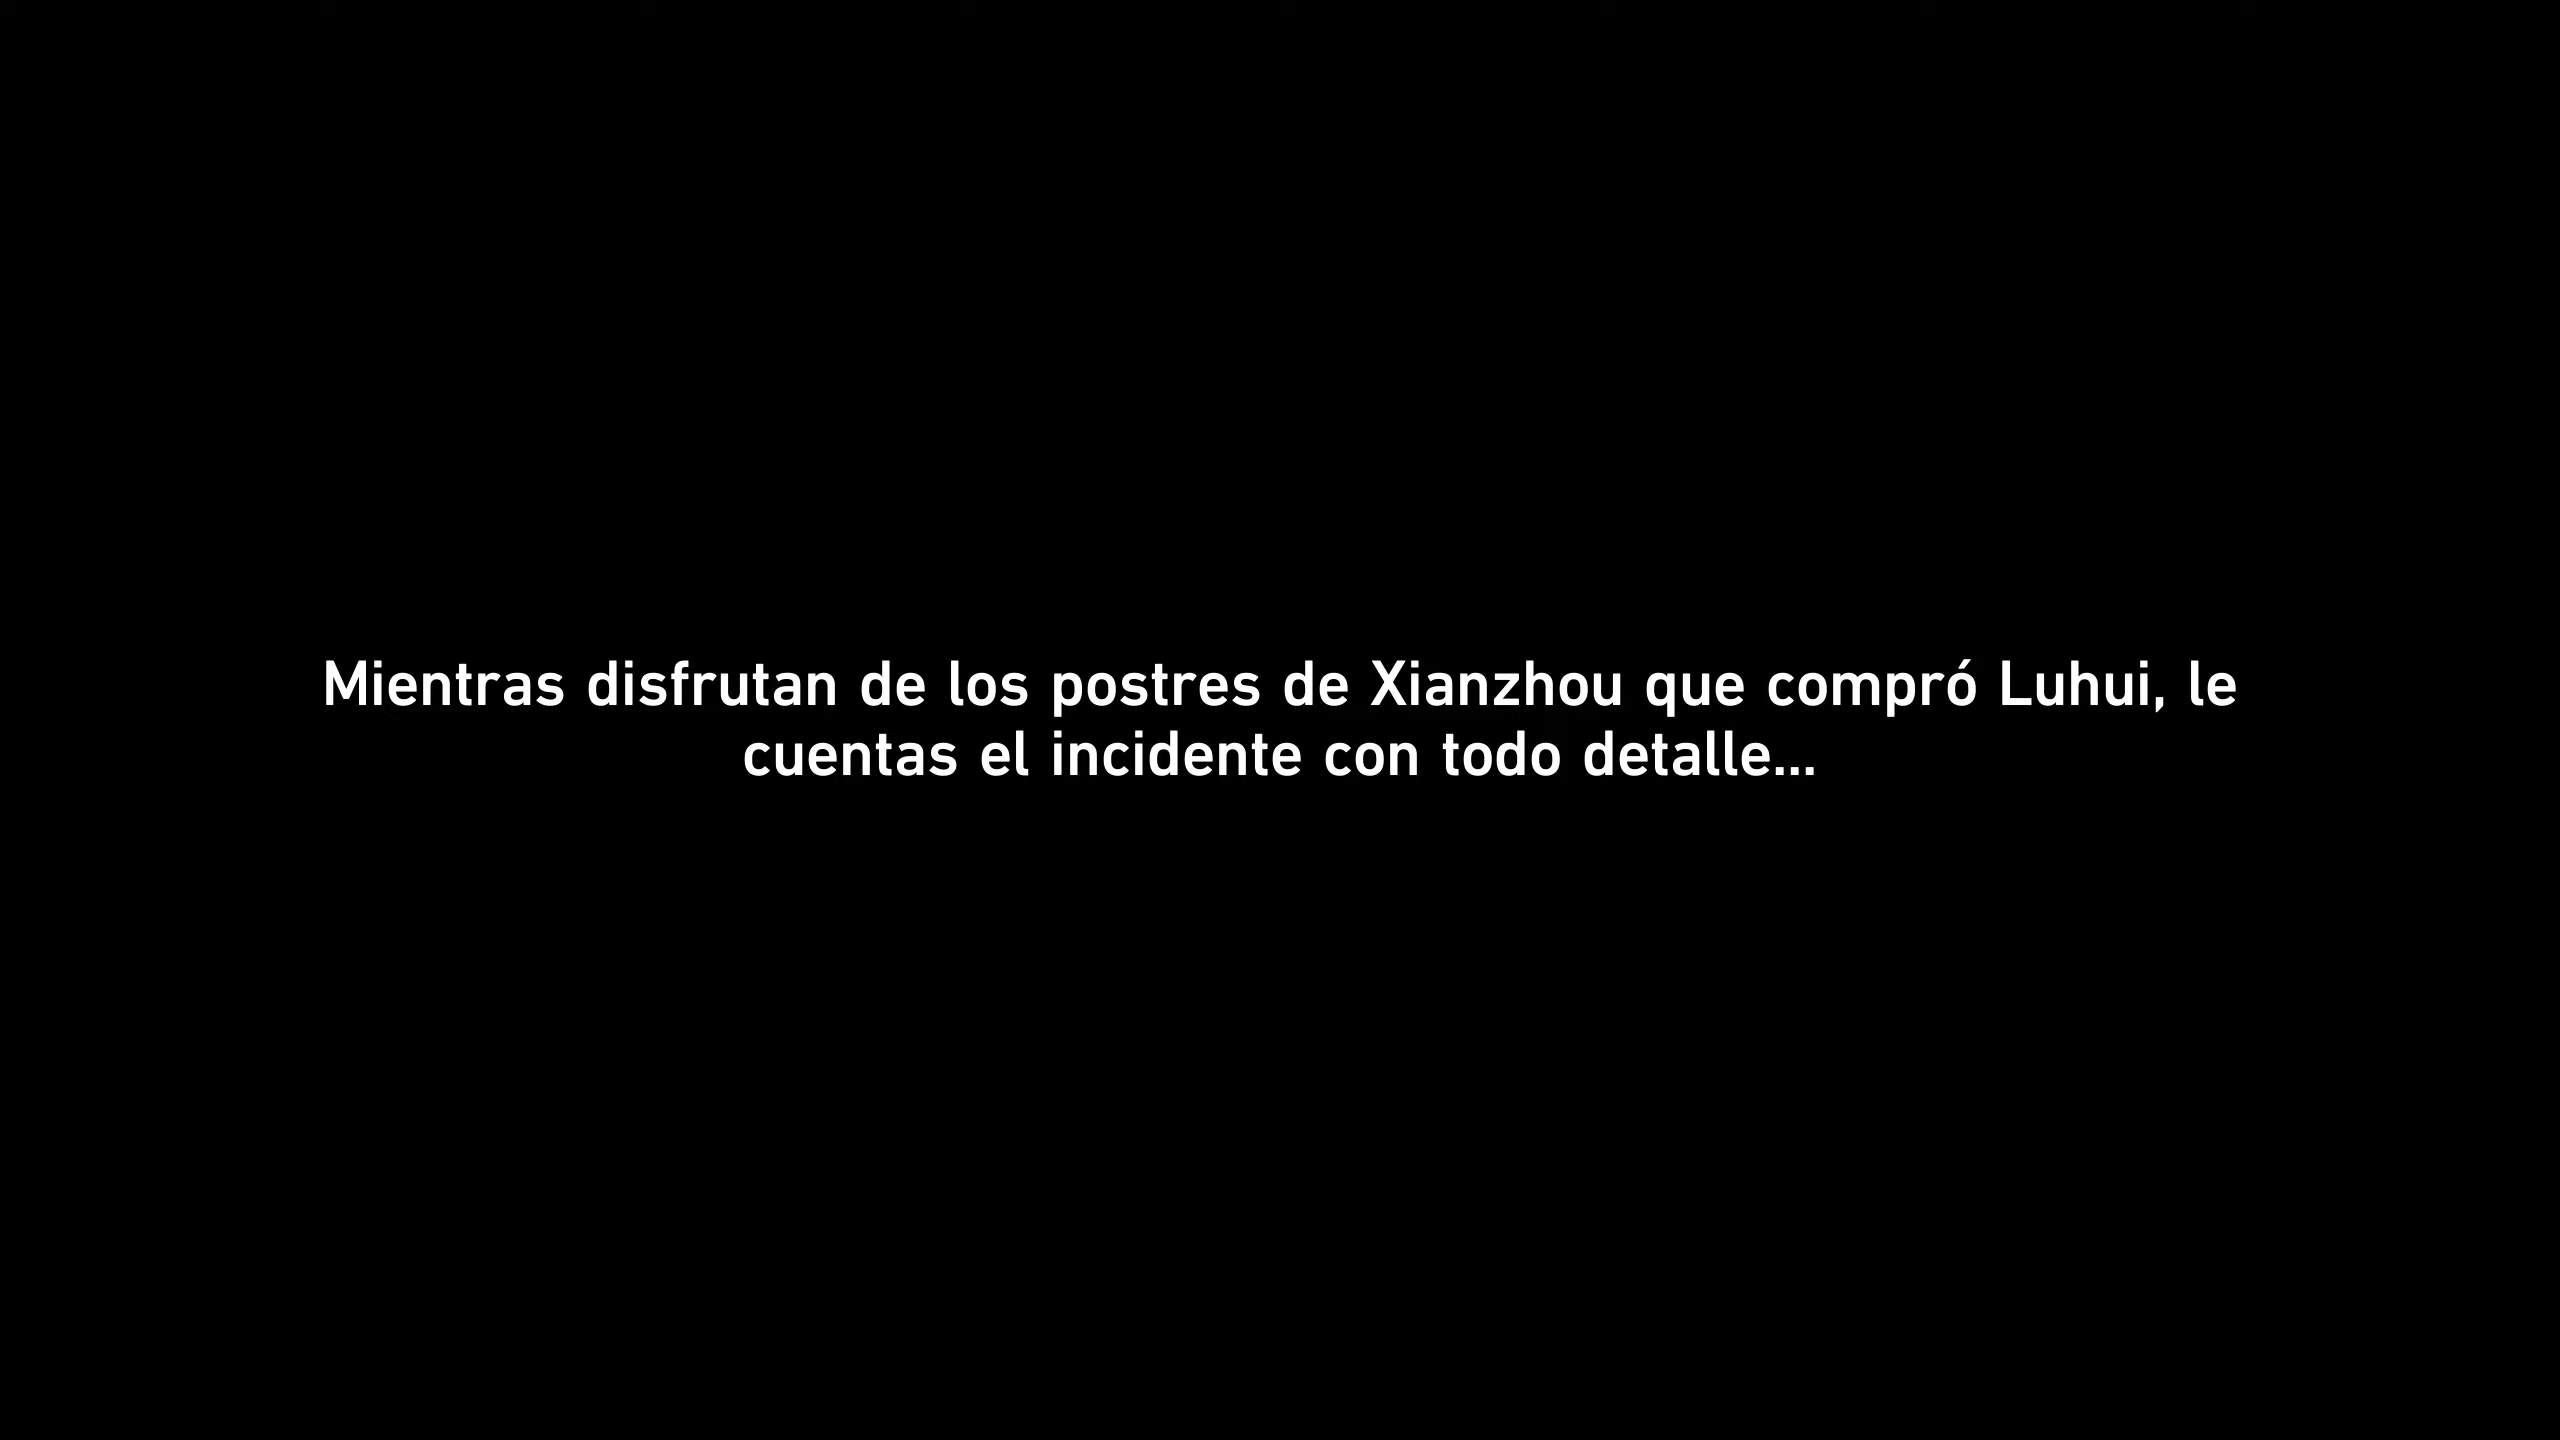 Mientras disfrutan de los postres de Xianzhou que compró Luhui, le
cuentas el incidente con todo detalle...